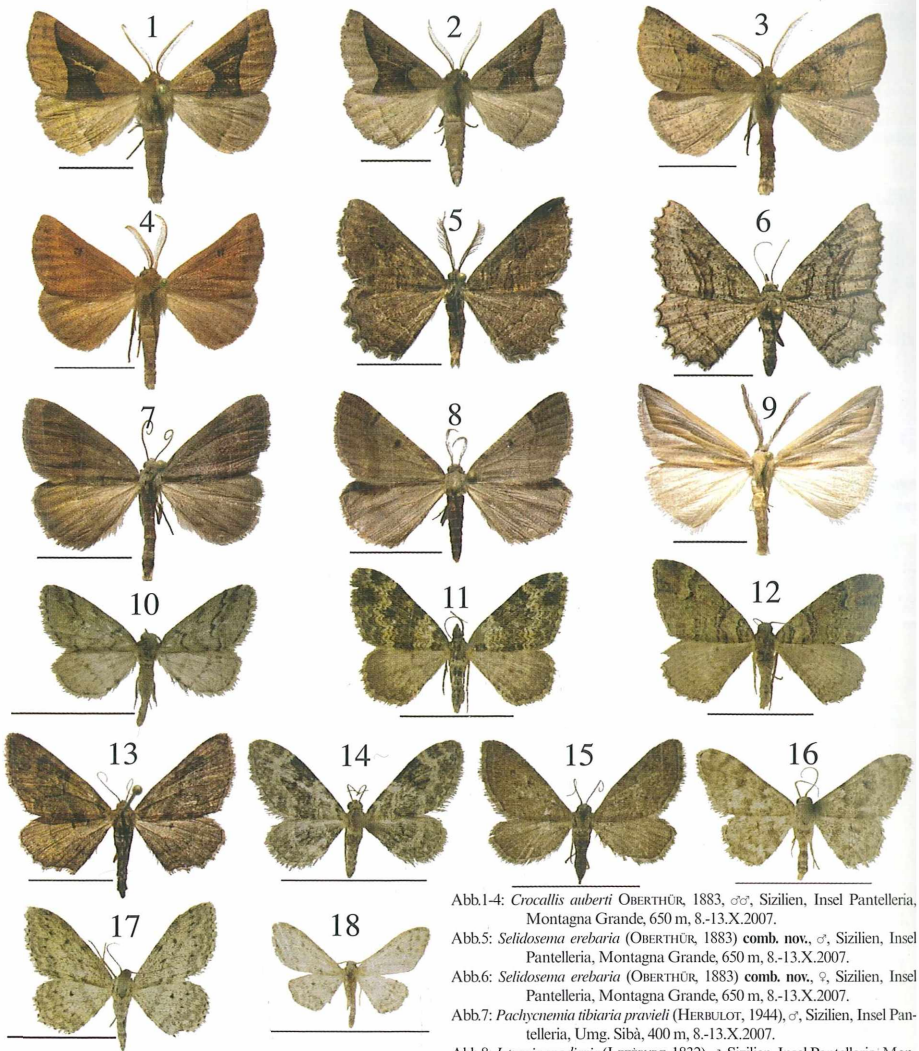 1
2
3
4
5
6
7
8
9
10
11
12
13
14
15
16
17
18
Abb.1-4: Crocallis auberti OBERTHÜR, 1883, ♂♂, Sizilien, Insel Pantelleria,
Montagna Grande, 650 m, 8.-13.X.2007.
Abb.5: Selidosema erebaria (OBERTHÜR, 1883) comb. nov., ♂, Sizilien, Insel
Pantelleria, Montagna Grande, 650 m, 8.-13.X.2007.
Abb.6: Selidosema erebaria (OBERTHÜR, 1883) comb. nov., ♀, Sizilien, Insel
Pantelleria, Montagna Grande, 650 m, 8.-13.X.2007.
Abb.7: Pachycnemia tibiaria pravieli (HERBULOT, 1944), ♂, Sizilien, Insel Pan-
telleria, Umg. Sibà, 400 m, 8.-13.X.2007.